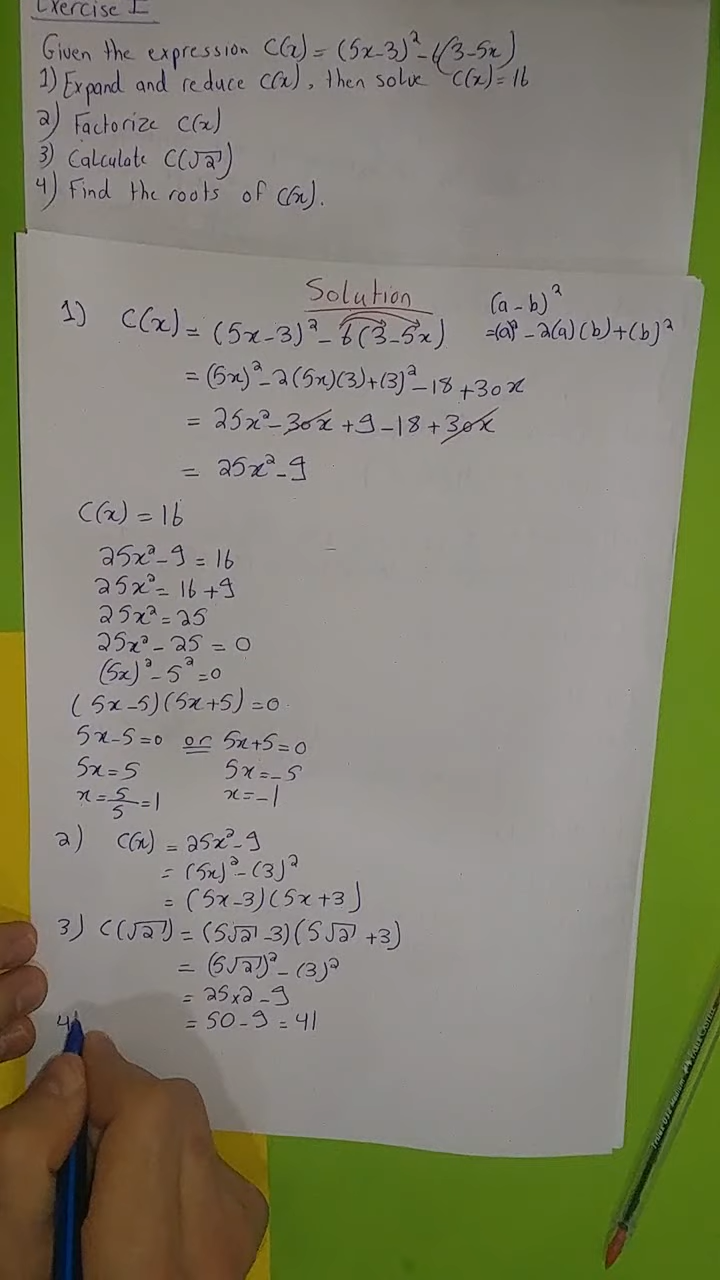 Exercise I
Given the expression C(x) = (5x-3)² - 6(3-5x)
1) Expand and reduce C(x), then solve C(x)=16
2) Factorize C(x)
3) Calculate C(√2)
4) Find the roots of C(x).
Solution
(a-b)²
=(a)² - 2(a)(b)+(b)²
1) C(x) = (5x-3)² - 6(3-5x)
= (5x)² - 2(5x)(3) + (3)² - 18 + 30x
= 25x² - 30x + 9 - 18 + 30x
= 25x² - 9
C(x) = 16
25x² - 9 = 16
25x² = 16 + 9
25x² = 25
25x² - 25 = 0
(5x)² - 5² = 0
(5x-5)(5x+5) = 0
5x-5=0 or 5x+5=0
5x=5 5x=-5
x=5/5=1 x=-1
2) C(x) = 25x² - 9
= (5x)² - (3)²
= (5x-3)(5x+3)
3) C(√2) = (5√2 - 3)(5√2 + 3)
= (5√2)² - (3)²
= 25×2 - 9
= 50 - 9 = 41
4)